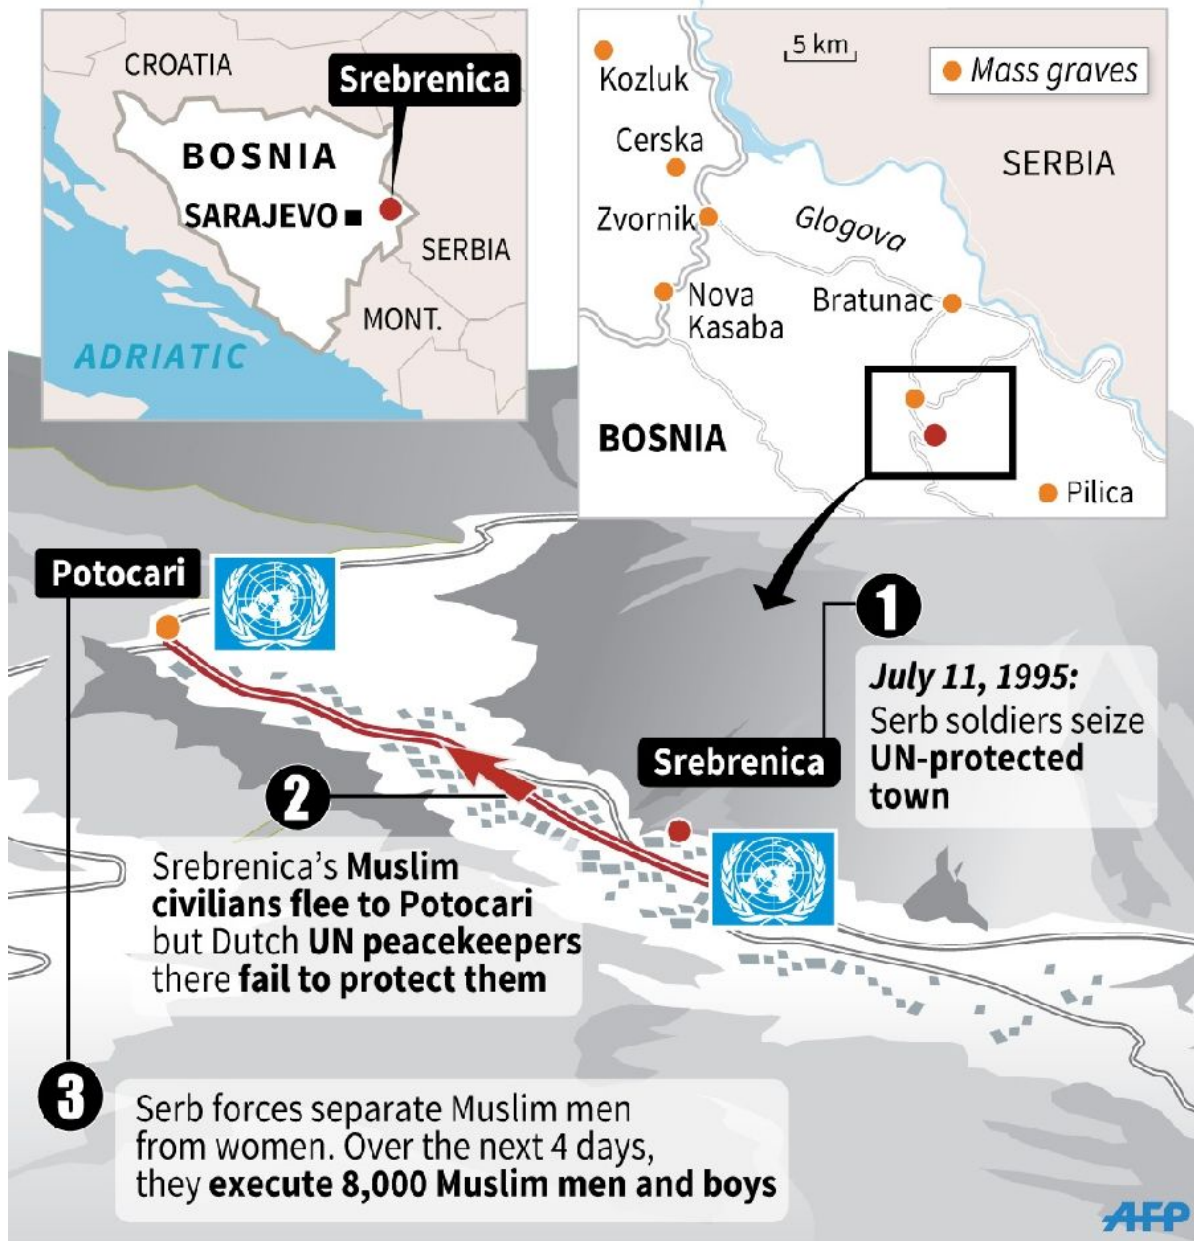 CROATIA
Srebrenica
BOSNIA
SARAJEVO
SERBIA
MONT.
ADRIATIC
5 km
Mass graves
Kozluk
Cerska
SERBIA
Zvornik
Glogova
Nova
Kasaba
Bratunac
BOSNIA
Pilica
Potocari
1
July 11, 1995:
Serb soldiers seize
UN-protected
town
Srebrenica
2
Srebrenica’s Muslim
civilians flee to Potocari
but Dutch UN peacekeepers
there fail to protect them
3
Serb forces separate Muslim men
from women. Over the next 4 days,
they execute 8,000 Muslim men and boys
AFP